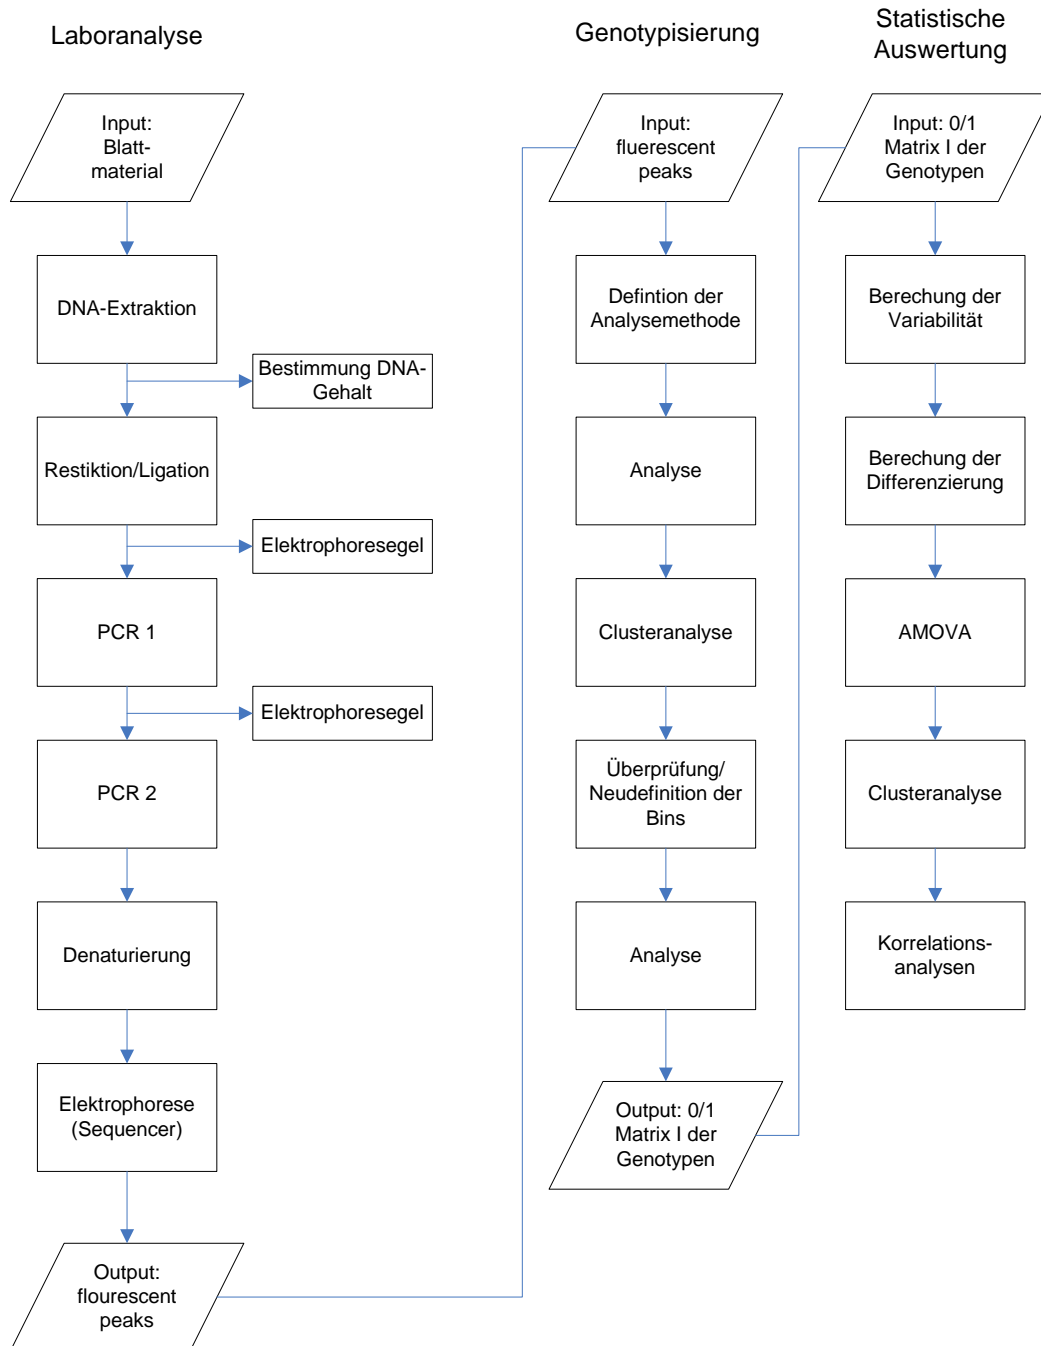 Laboranalyse
Input:
Blatt-
material
DNA-Extraktion
Bestimmung DNA-
Gehalt
Restiktion/Ligation
Elektrophoresegel
PCR 1
Elektrophoresegel
PCR 2
Denaturierung
Elektrophorese
(Sequencer)
Output:
flourescent
peaks
Genotypisierung
Input:
fluerescent
peaks
Defintion der
Analysemethode
Analyse
Clusteranalyse
Überprüfung/
Neudefinition der
Bins
Analyse
Output: 0/1
Matrix I der
Genotypen
Statistische
Auswertung
Input: 0/1
Matrix I der
Genotypen
Berechung der
Variabilität
Berechung der
Differenzierung
AMOVA
Clusteranalyse
Korrelations-
analysen